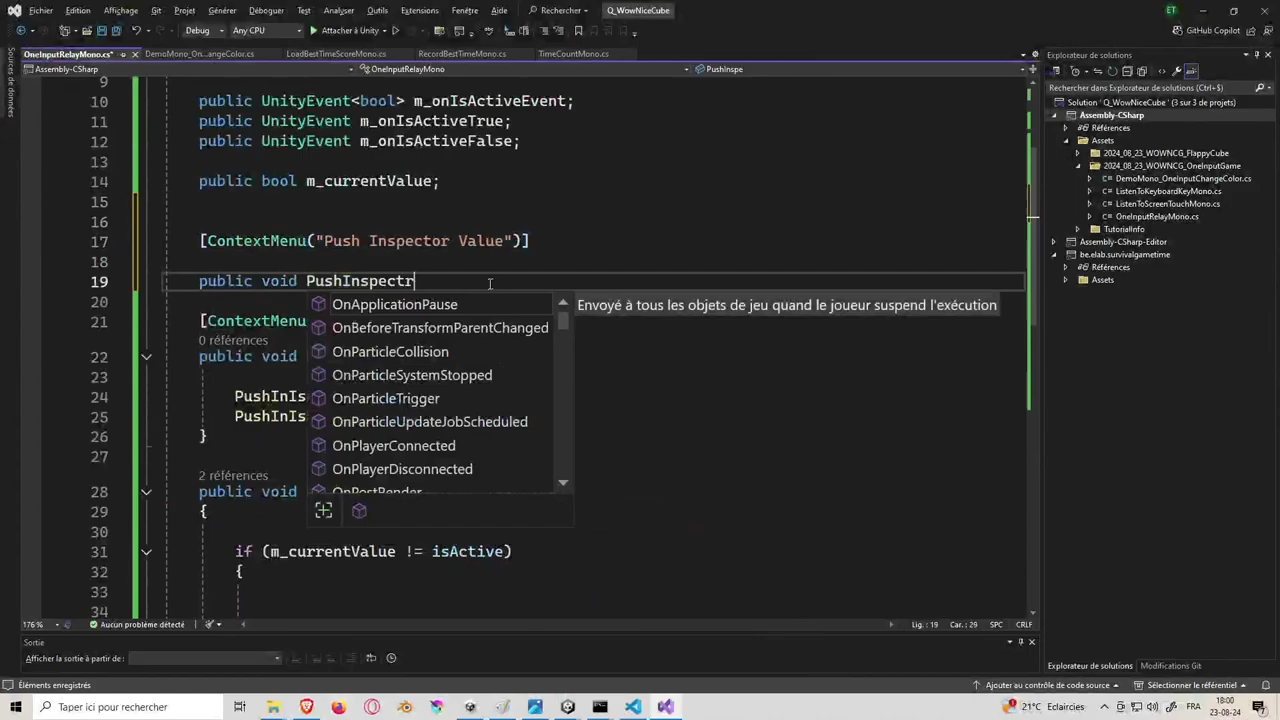 Fichier Edition Affichage Git Projet Générer Déboguer Test Analyser Outils Extensions Fenêtre Aide Rechercher Q_WowNiceCube ET
Debug Any CPU Attacher à Unity GitHub Copilot
OneInputRelayMono.cs* DemoMono_On...hangeColor.cs LoadBestTimeScoreMono.cs RecordBestTimeMono.cs TimeCountMono.cs
Assembly-CSharp OneInputRelayMono PushInspe
Sources de données
9
10 public UnityEvent<bool> m_onIsActiveEvent;
11 public UnityEvent m_onIsActiveTrue;
12 public UnityEvent m_onIsActiveFalse;
13
14 public bool m_currentValue;
15
16
17 [ContextMenu("Push Inspector Value")]
18
19 public void PushInspectr
20
21 [ContextMenu
0 références
22 public void
23
24 PushInIs
25 PushInIs
26 }
27
2 références
28 public void
29 {
30
31 if (m_currentValue != isActive)
32 {
33
34
OnApplicationPause
OnBeforeTransformParentChanged
OnParticleCollision
OnParticleSystemStopped
OnParticleTrigger
OnParticleUpdateJobScheduled
OnPlayerConnected
OnPlayerDisconnected
OnPostRender
Envoyé à tous les objets de jeu quand le joueur suspend l'exécution
176 % Aucun problème détecté Lig. : 19 Car. : 29 SPC CRLF
Sortie
Afficher la sortie à partir de :
Explorateur de solutions
Rechercher dans Explorateur de solutions (Ctrl+$)
Solution 'Q_WowNiceCube' (3 sur 3 de projets)
Assembly-CSharp
Références
Assets
2024_08_23_WOWNCG_FlappyCube
2024_08_23_WOWNCG_OneInputGame
DemoMono_OneInputChangeColor.cs
ListenToKeyboardKeyMono.cs
ListenToScreenTouchMono.cs
OneInputRelayMono.cs
TutorialInfo
Assembly-CSharp-Editor
be.elab.survivalgametime
Assets
Explorateur de solutions Modifications Git
Éléments enregistrés Ajouter au contrôle de code source Sélectionner le référentiel
Taper ici pour rechercher 21°C Éclaircies FRA 18:00
23-08-24